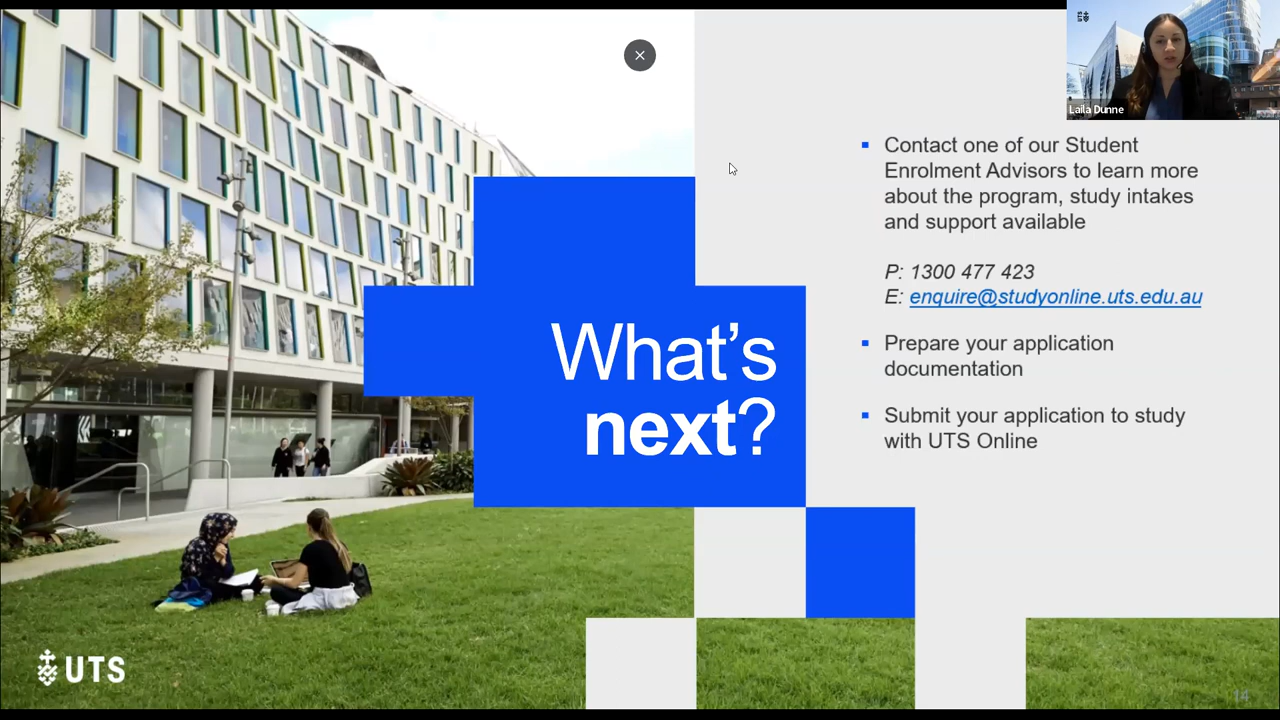 Laila Dunne
Contact one of our Student
Enrolment Advisors to learn more
about the program, study intakes
and support available
P: 1300 477 423
E: enquire@studyonline.uts.edu.au
Prepare your application
documentation
Submit your application to study
with UTS Online
What's
next?
UTS
14